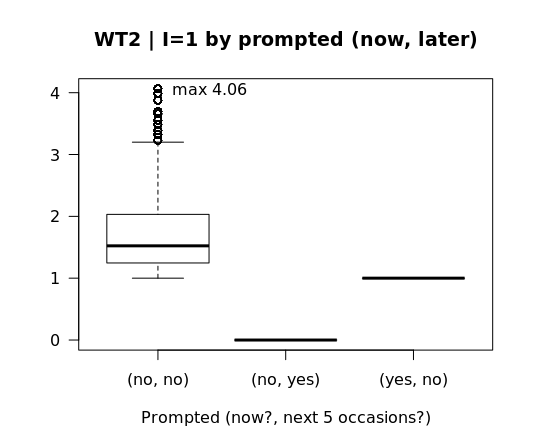 WT2 | I=1 by prompted (now, later)
max 4.06
4
3
2
1
0
(no, no) (no, yes) (yes, no)
Prompted (now?, next 5 occasions?)